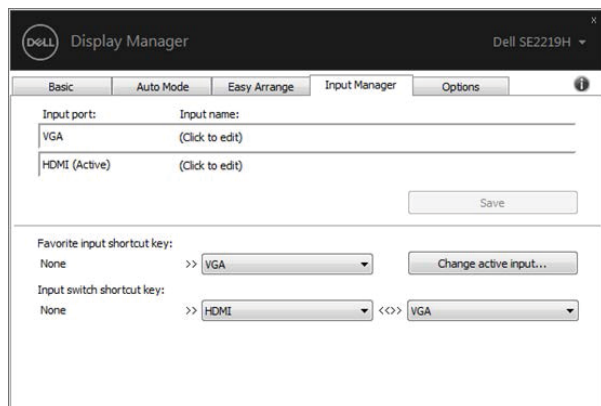 x
DELL Display Manager Dell SE2219H
Basic Auto Mode Easy Arrange Input Manager Options i
Input port: Input name:
VGA (Click to edit)
HDMI (Active) (Click to edit)
Save
Favorite input shortcut key:
None >> VGA Change active input...
Input switch shortcut key:
None >> HDMI <<>> VGA